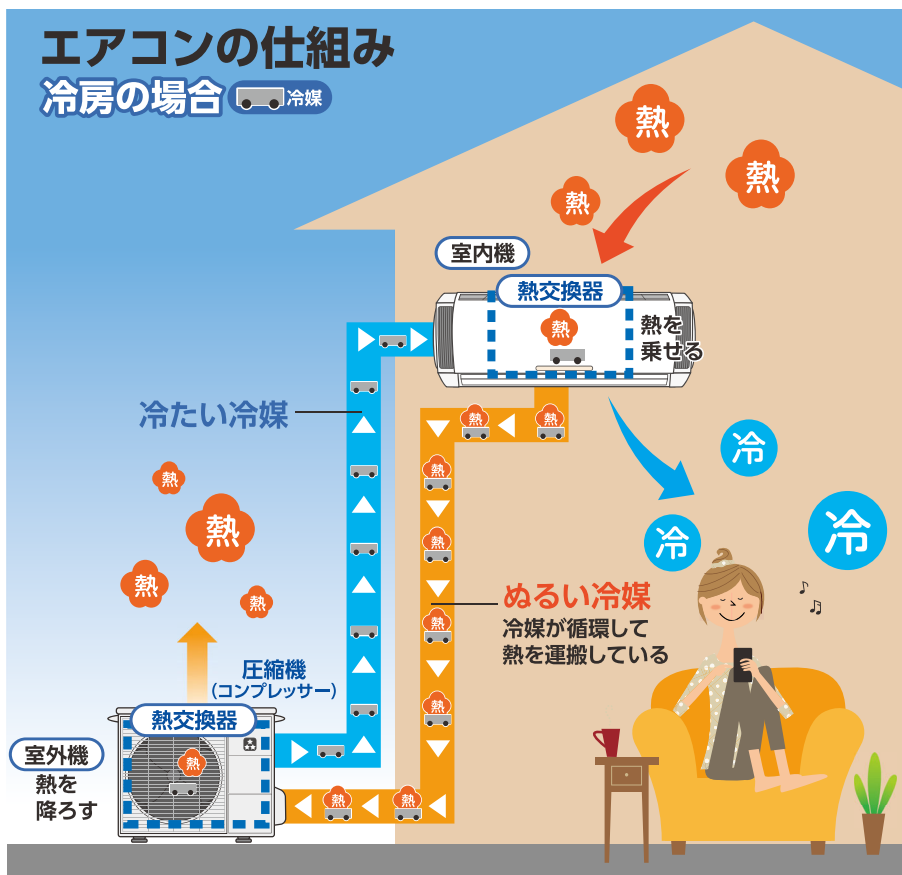 エアコンの仕組み
冷房の場合 冷媒
熱
熱
熱
室内機
熱交換器
熱
熱を
乗せる
冷たい冷媒
熱
熱
冷
冷
冷
熱
熱
熱
熱
熱
熱
熱
熱
ぬるい冷媒
冷媒が循環して
熱を運搬している
圧縮機
(コンプレッサー)
熱
熱交換器
室外機
熱を
降ろす
熱
熱
熱